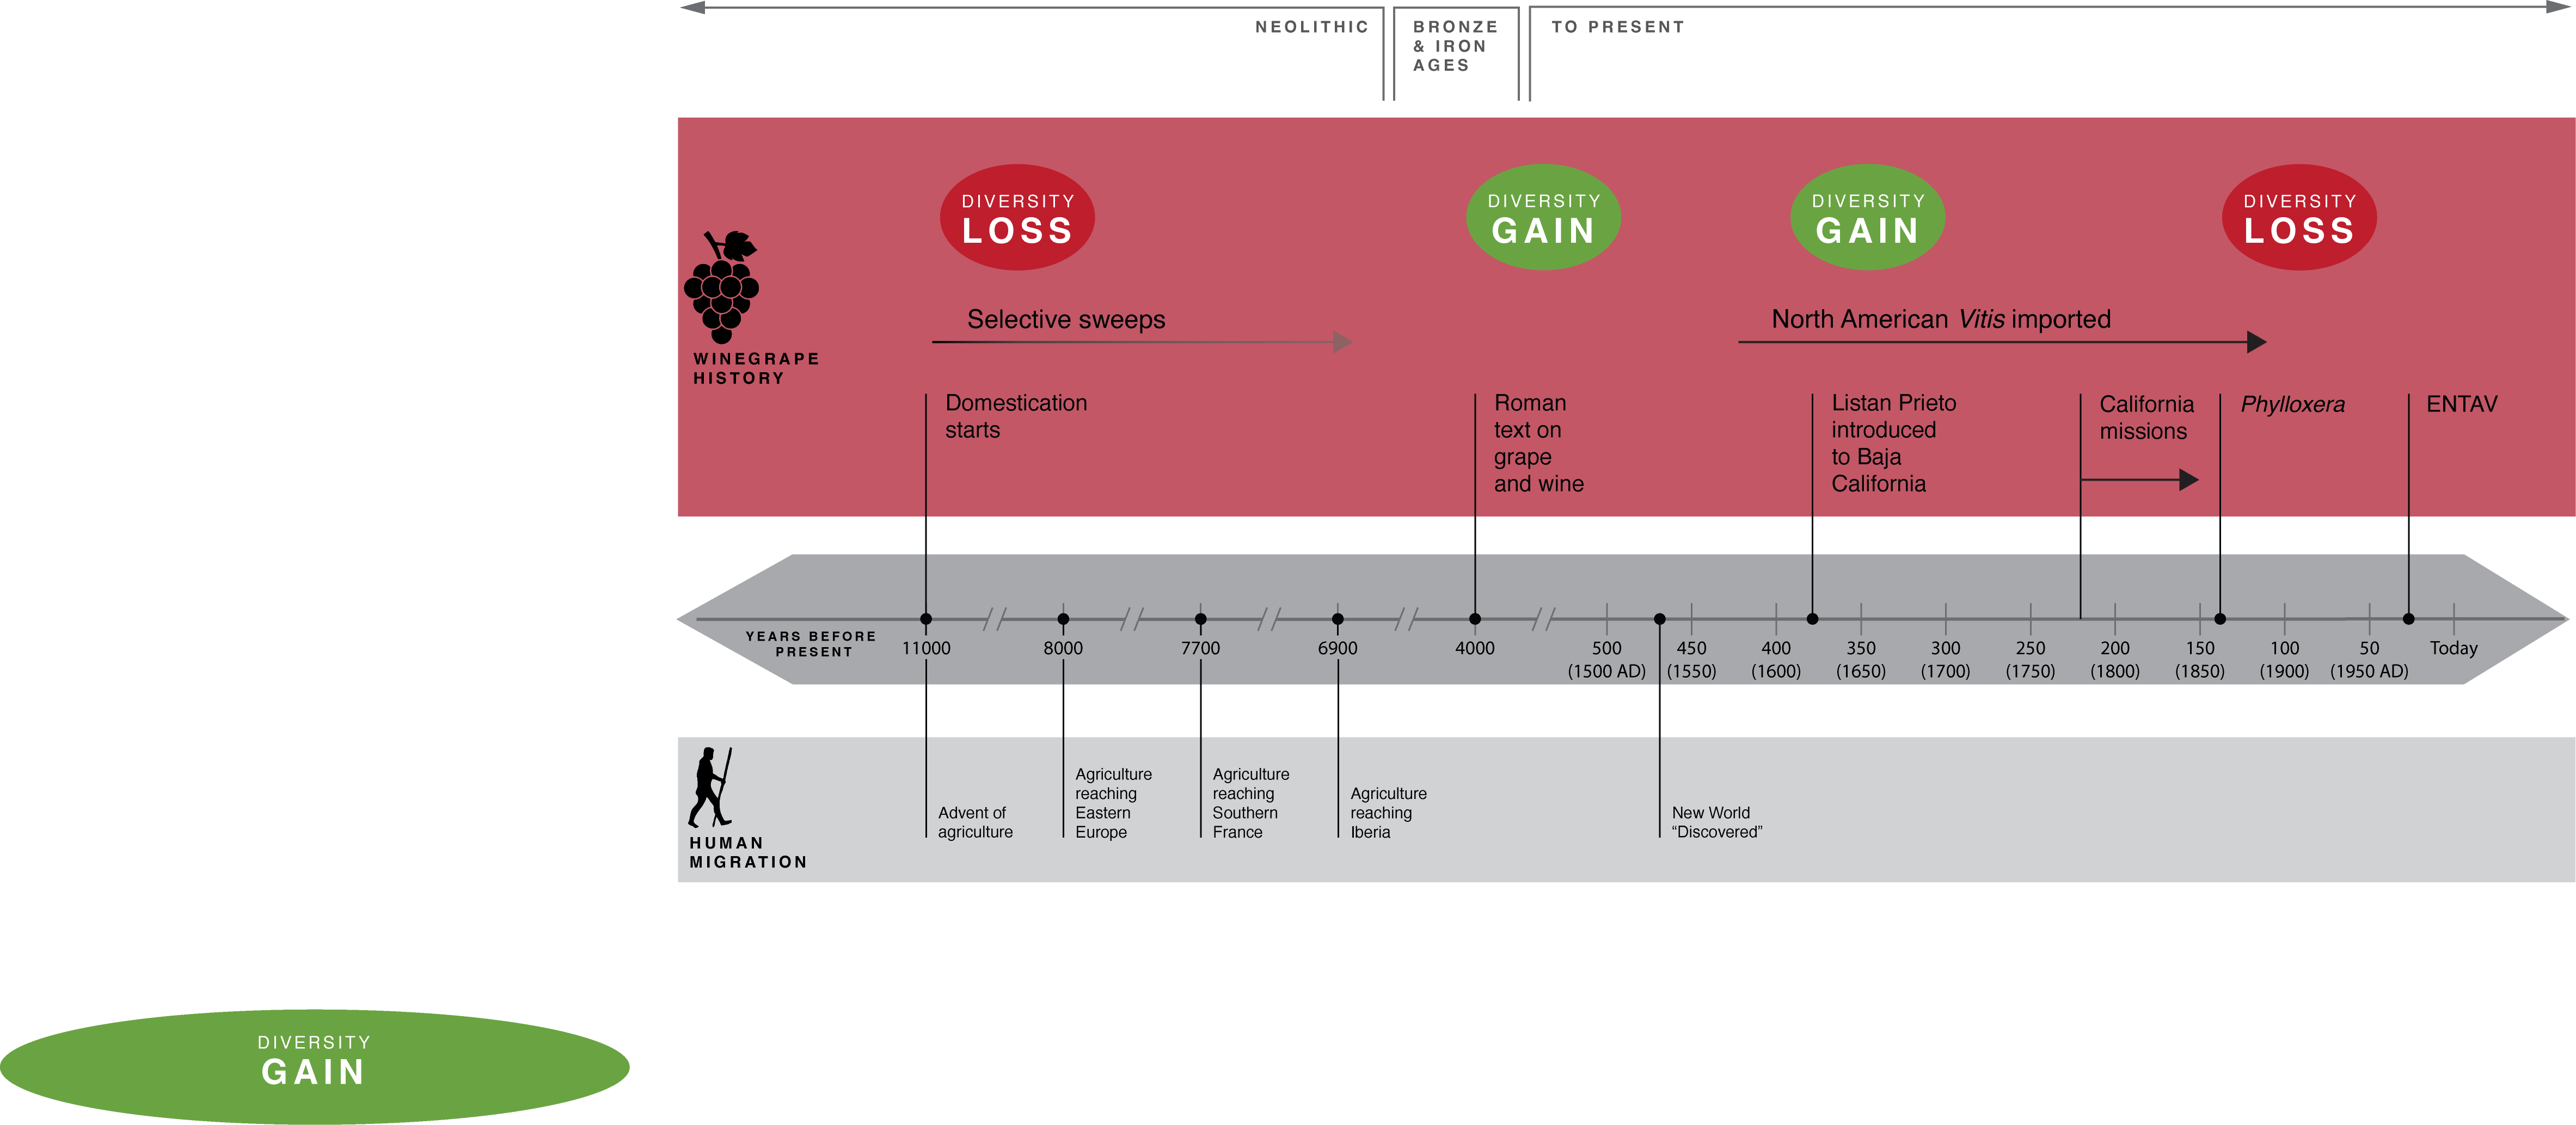 NEOLITHIC
BRONZE
& IRON
AGES
TO PRESENT
DIVERSITY
LOSS
DIVERSITY
GAIN
DIVERSITY
GAIN
DIVERSITY
LOSS
Selective sweeps
North American Vitis imported
WINEGRAPE
HISTORY
Domestication
starts
Roman
text on
grape
and wine
Listan Prieto
introduced
to Baja
California
California
missions
Phylloxera
ENTAV
YEARS BEFORE
PRESENT
11000
8000
7700
6900
4000
500
(1500 AD)
450
(1550)
400
(1600)
350
(1650)
300
(1700)
250
(1750)
200
(1800)
150
(1850)
100
(1900)
50
(1950 AD)
Today
HUMAN
MIGRATION
Advent of
agriculture
Agriculture
reaching
Eastern
Europe
Agriculture
reaching
Southern
France
Agriculture
reaching
Iberia
New World
“Discovered”
DIVERSITY
GAIN